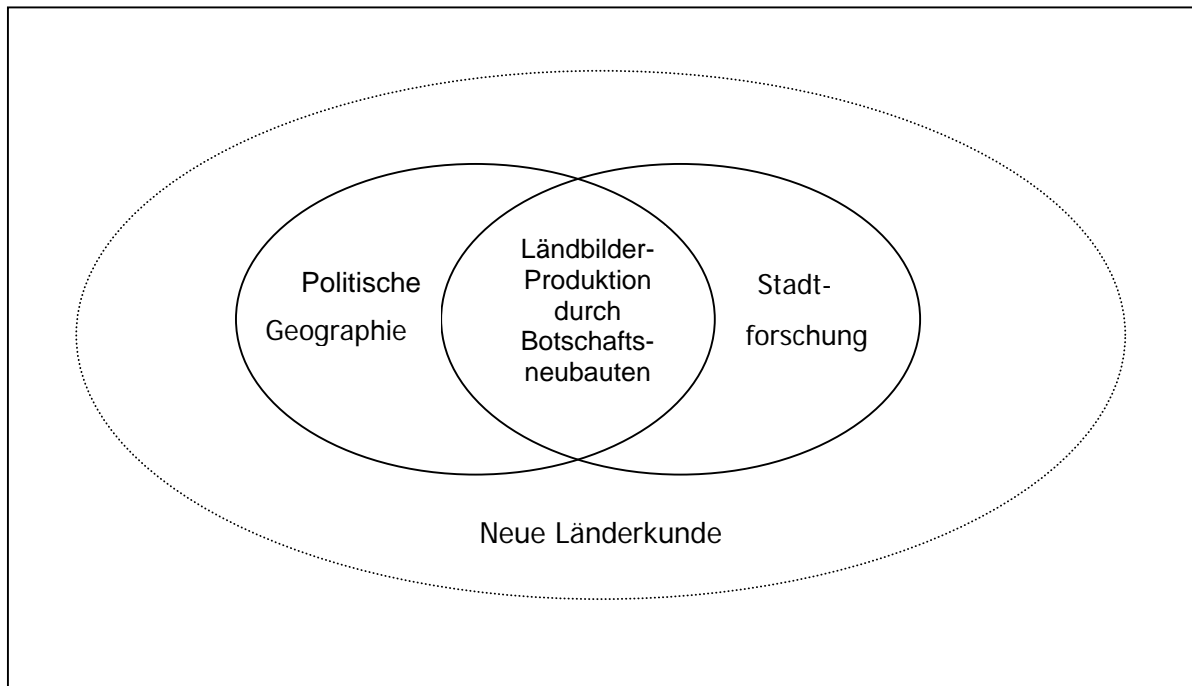 Politische
Geographie
Ländbilder-
Produktion
durch
Botschafts-
neubauten
Stadt-
forschung
Neue Länderkunde